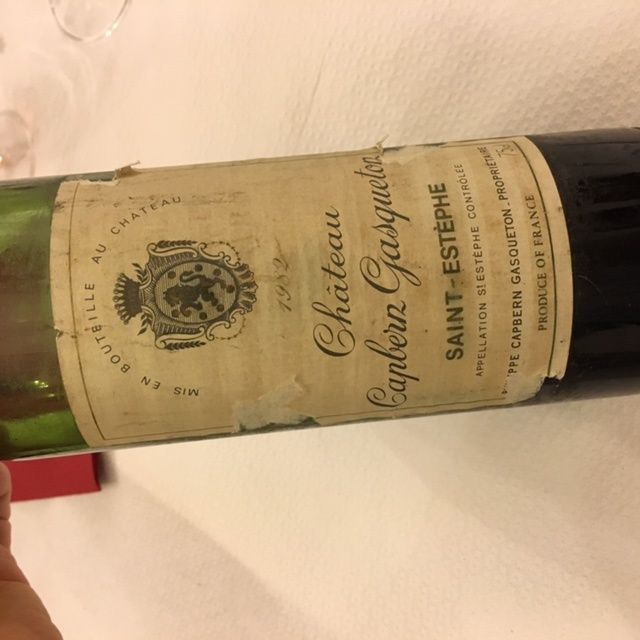 MIS EN BOUTEILLE AU CHATEAU
1982
Château
Capbern Gasqueton
SAINT-ESTÈPHE
APPELLATION St ESTÈPHE CONTRÔLÉE
CAPBERN GASQUETON-PROPRIÉTAIRE
PRODUCE OF FRANCE